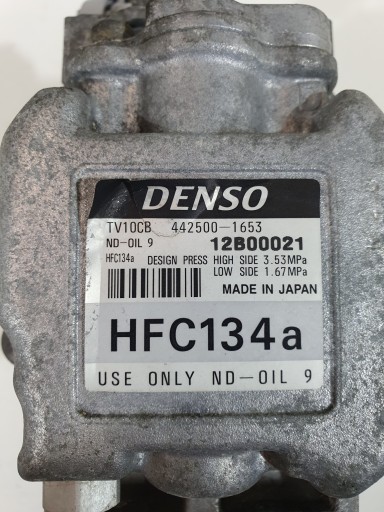 DENSO
TV10CB 442500-1653
ND-OIL 9 12B00021
HFC134a DESIGN PRESS HIGH SIDE 3.53MPa
LOW SIDE 1.67MPa
MADE IN JAPAN
HFC134a
USE ONLY ND-OIL 9